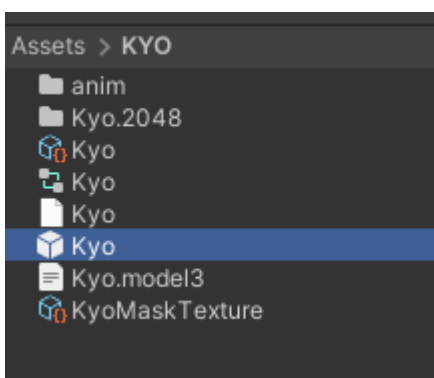 Assets > KYO
anim
Kyo.2048
Kyo
Kyo
Kyo
Kyo
Kyo.model3
KyoMaskTexture